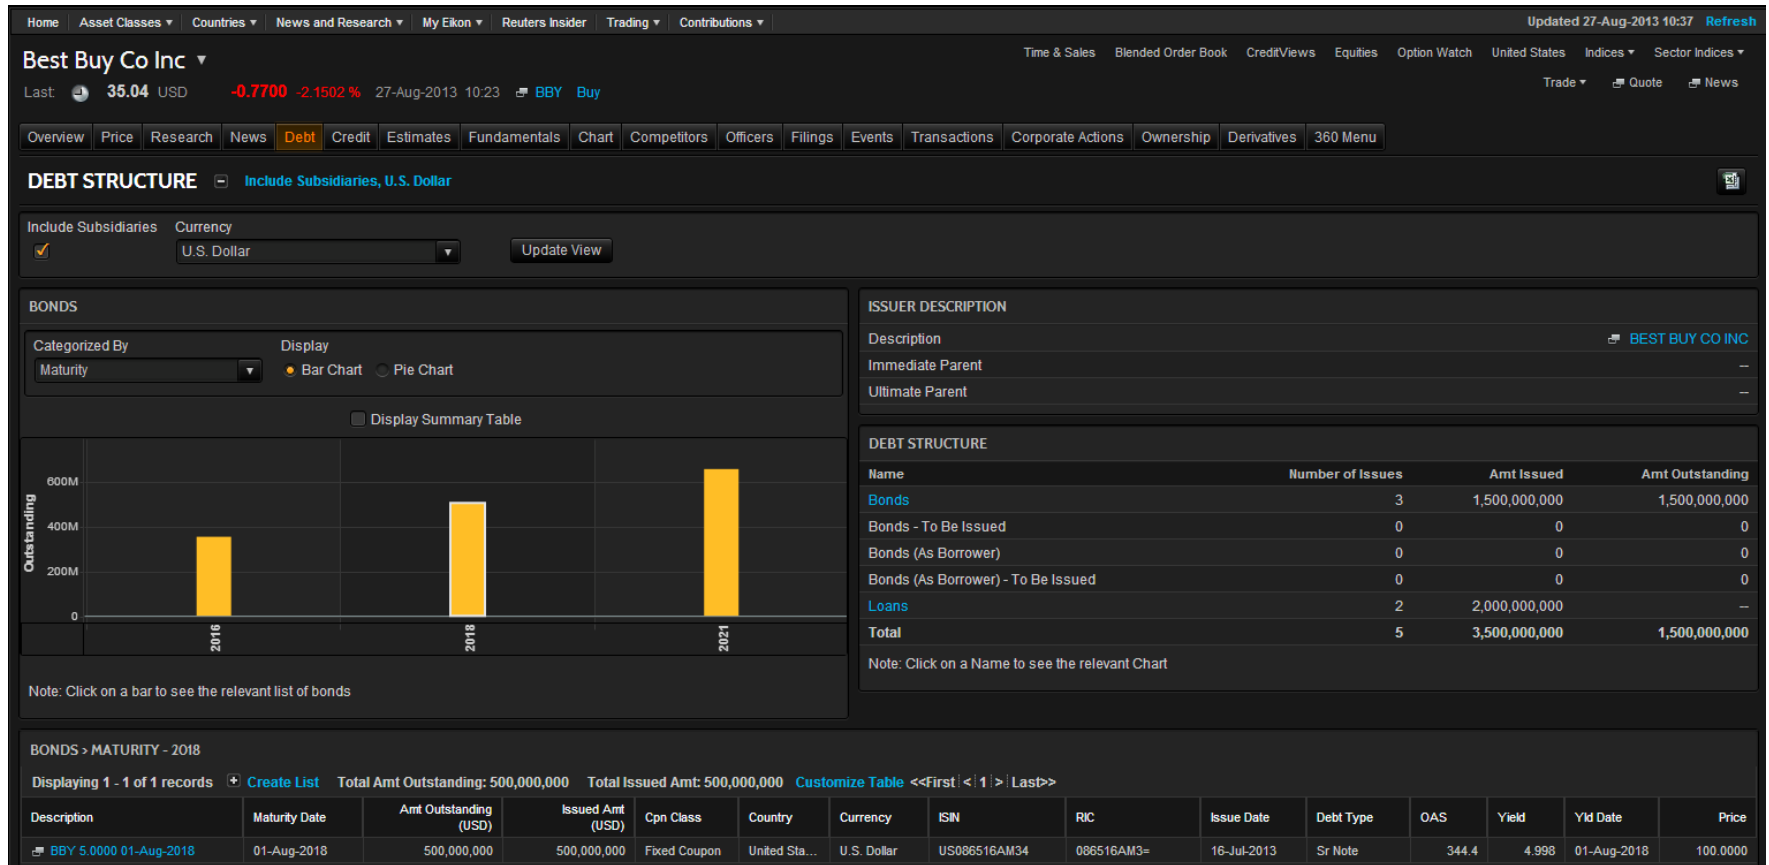 Home Asset Classes ▾ Countries ▾ News and Research ▾ My Eikon ▾ Reuters Insider Trading ▾ Contributions ▾ Updated 27-Aug-2013 10:37 Refresh
Best Buy Co Inc ▾ Time & Sales Blended Order Book CreditViews Equities Option Watch United States Indices ▾ Sector Indices ▾
Trade ▾ Quote News
Last: 35.04 USD -0.7700 -2.1502 % 27-Aug-2013 10:23 BBY Buy
Overview Price Research News Debt Credit Estimates Fundamentals Chart Competitors Officers Filings Events Transactions Corporate Actions Ownership Derivatives 360 Menu
DEBT STRUCTURE Include Subsidiaries, U.S. Dollar
Include Subsidiaries Currency
U.S. Dollar Update View
BONDS
Categorized By Display
Maturity Bar Chart Pie Chart
Display Summary Table
Outstanding
600M
400M
200M
0
2016 2018 2021
Note: Click on a bar to see the relevant list of bonds
ISSUER DESCRIPTION
Description BEST BUY CO INC
Immediate Parent --
Ultimate Parent --
DEBT STRUCTURE
Name Number of Issues Amt Issued Amt Outstanding
Bonds 3 1,500,000,000 1,500,000,000
Bonds - To Be Issued 0 0 0
Bonds (As Borrower) 0 0 0
Bonds (As Borrower) - To Be Issued 0 0 0
Loans 2 2,000,000,000 --
Total 5 3,500,000,000 1,500,000,000
Note: Click on a Name to see the relevant Chart
BONDS > MATURITY - 2018
Displaying 1 - 1 of 1 records Create List Total Amt Outstanding: 500,000,000 Total Issued Amt: 500,000,000 Customize Table <<First < 1 > Last>>
Description Maturity Date Amt Outstanding (USD) Issued Amt (USD) Cpn Class Country Currency ISIN RIC Issue Date Debt Type OAS Yield Yld Date Price
BBY 5.0000 01-Aug-2018 01-Aug-2018 500,000,000 500,000,000 Fixed Coupon United Sta... U.S. Dollar US086516AM34 086516AM3= 16-Jul-2013 Sr Note 344.4 4.998 01-Aug-2018 100.0000